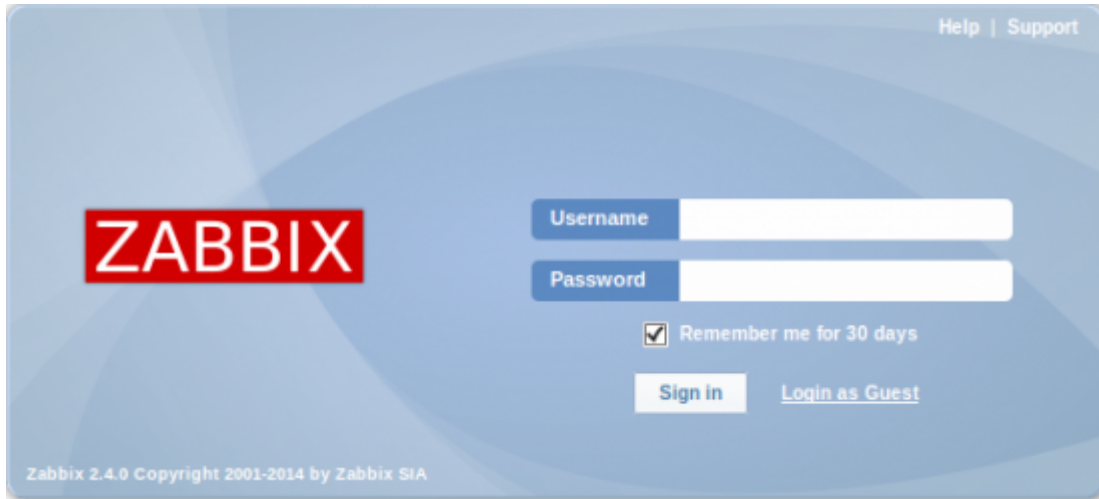 Help | Support
ZABBIX
Username
Password
Remember me for 30 days
Sign in
Login as Guest
Zabbix 2.4.0 Copyright 2001-2014 by Zabbix SIA